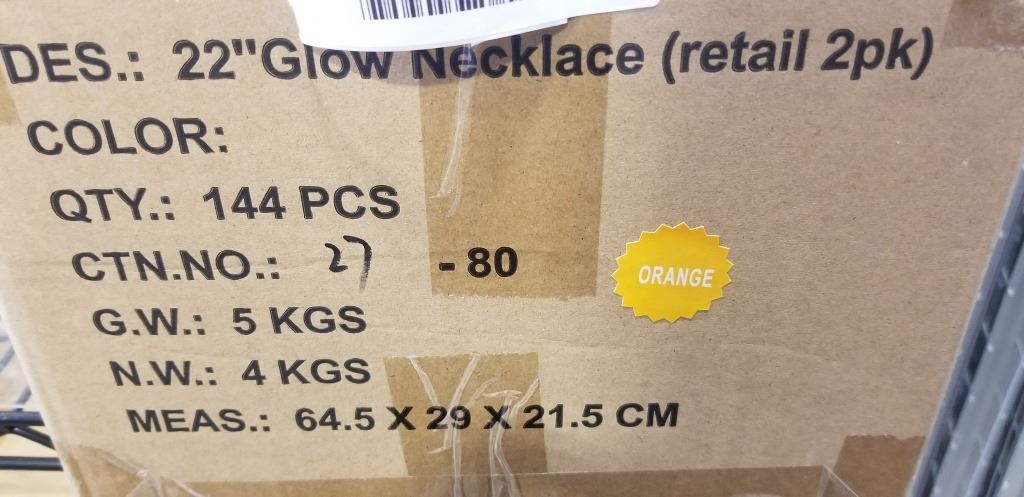 DES.: 22"Glow Necklace (retail 2pk)
COLOR:
QTY.: 144 PCS
CTN.NO.: 27 - 80
ORANGE
G.W.: 5 KGS
N.W.: 4 KGS
MEAS.: 64.5 X 29 X 21.5 CM